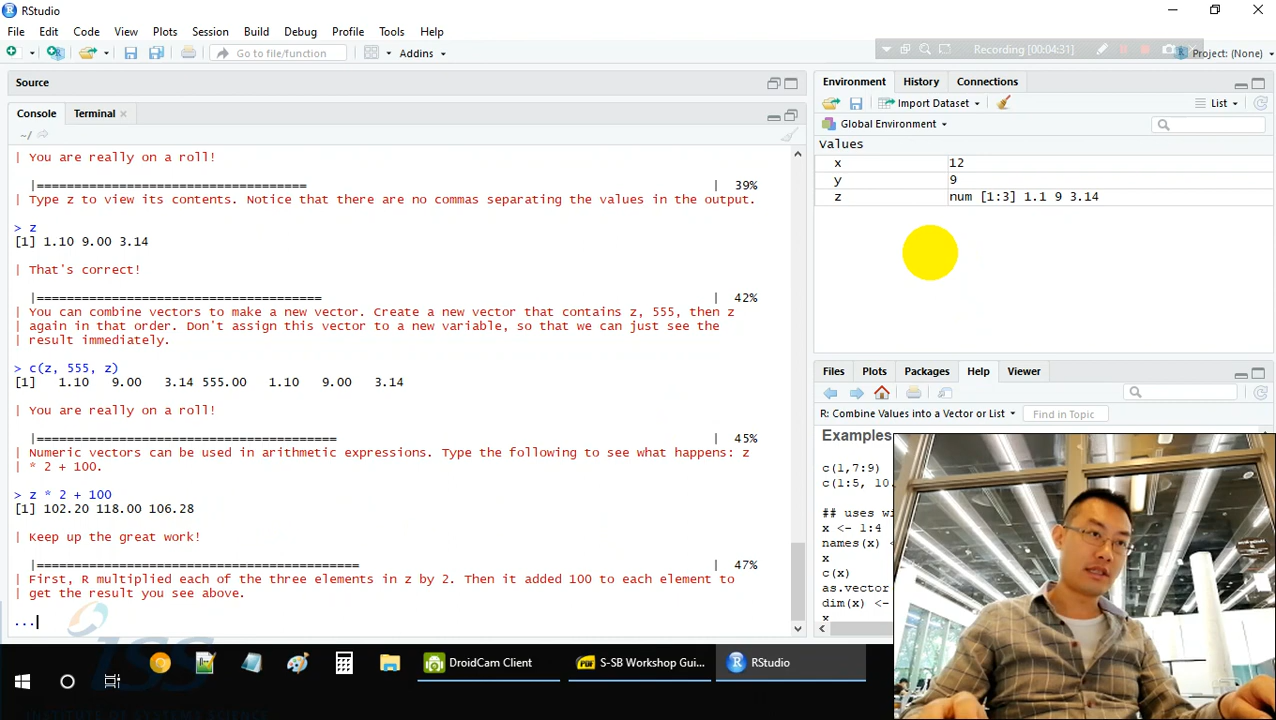 RStudio
File Edit Code View Plots Session Build Debug Profile Tools Help
Go to file/function Addins
Recording [00:04:31]
Project: (None)
Source
Console Terminal
~/
| You are really on a roll!
|==================================== | 39%
| Type z to view its contents. Notice that there are no commas separating the values in the output.
> z
[1] 1.10 9.00 3.14
| That's correct!
|====================================== | 42%
| You can combine vectors to make a new vector. Create a new vector that contains z, 555, then z
| again in that order. Don't assign this vector to a new variable, so that we can just see the
| result immediately.
> c(z, 555, z)
[1] 1.10 9.00 3.14 555.00 1.10 9.00 3.14
| You are really on a roll!
|======================================== | 45%
| Numeric vectors can be used in arithmetic expressions. Type the following to see what happens: z
| * 2 + 100.
> z * 2 + 100
[1] 102.20 118.00 106.28
| Keep up the great work!
|=========================================== | 47%
| First, R multiplied each of the three elements in z by 2. Then it added 100 to each element to
| get the result you see above.
...
Environment History Connections
Import Dataset List
Global Environment
Values
x 12
y 9
z num [1:3] 1.1 9 3.14
Files Plots Packages Help Viewer
R: Combine Values into a Vector or List Find in Topic
Examples
c(1,7:9)
c(1:5, 10.
## uses wi
x <- 1:4
names(x) <
x
c(x)
as.vector
dim(x) <-
x
ISS
DroidCam Client S-SB Workshop Gui... RStudio
INSTITUTE OF SYSTEMS SCIENCE